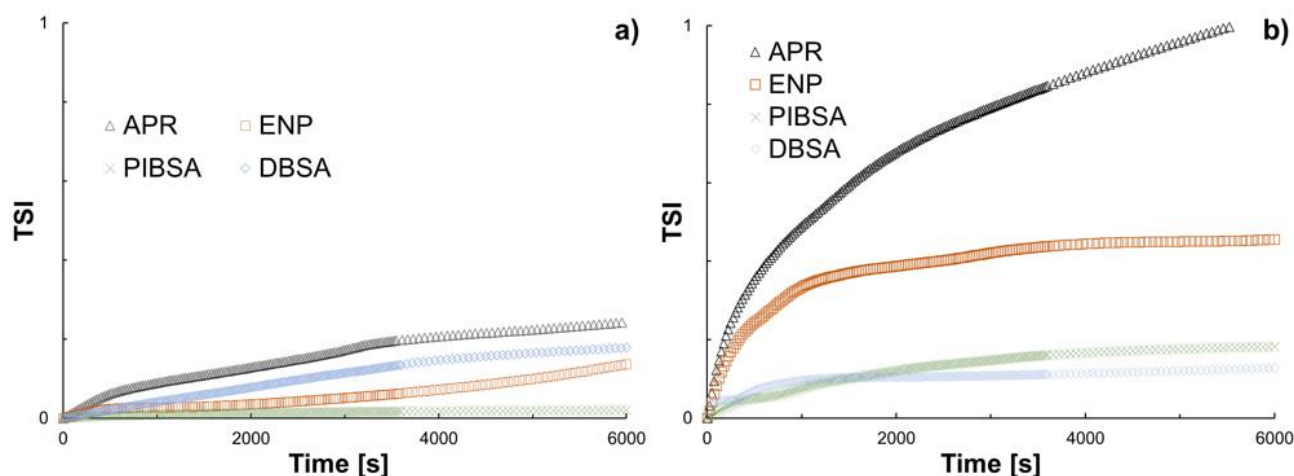 1
a)
APR ENP
PIBSA DBSA
TSI
0
0 2000 4000 6000
Time [s]
1
b)
APR
ENP
PIBSA
DBSA
TSI
0
0 2000 4000 6000
Time [s]